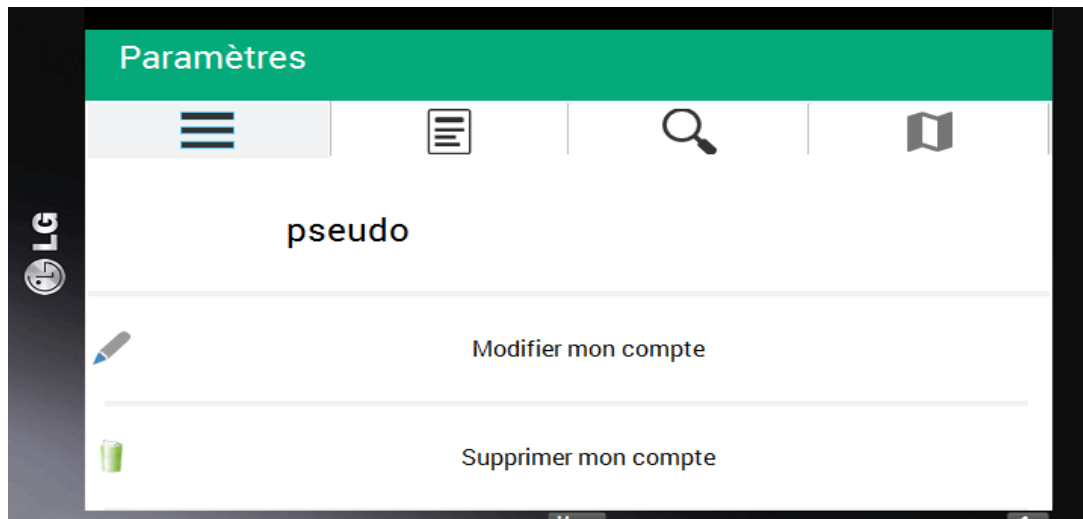 Paramètres
LG
pseudo
Modifier mon compte
Supprimer mon compte